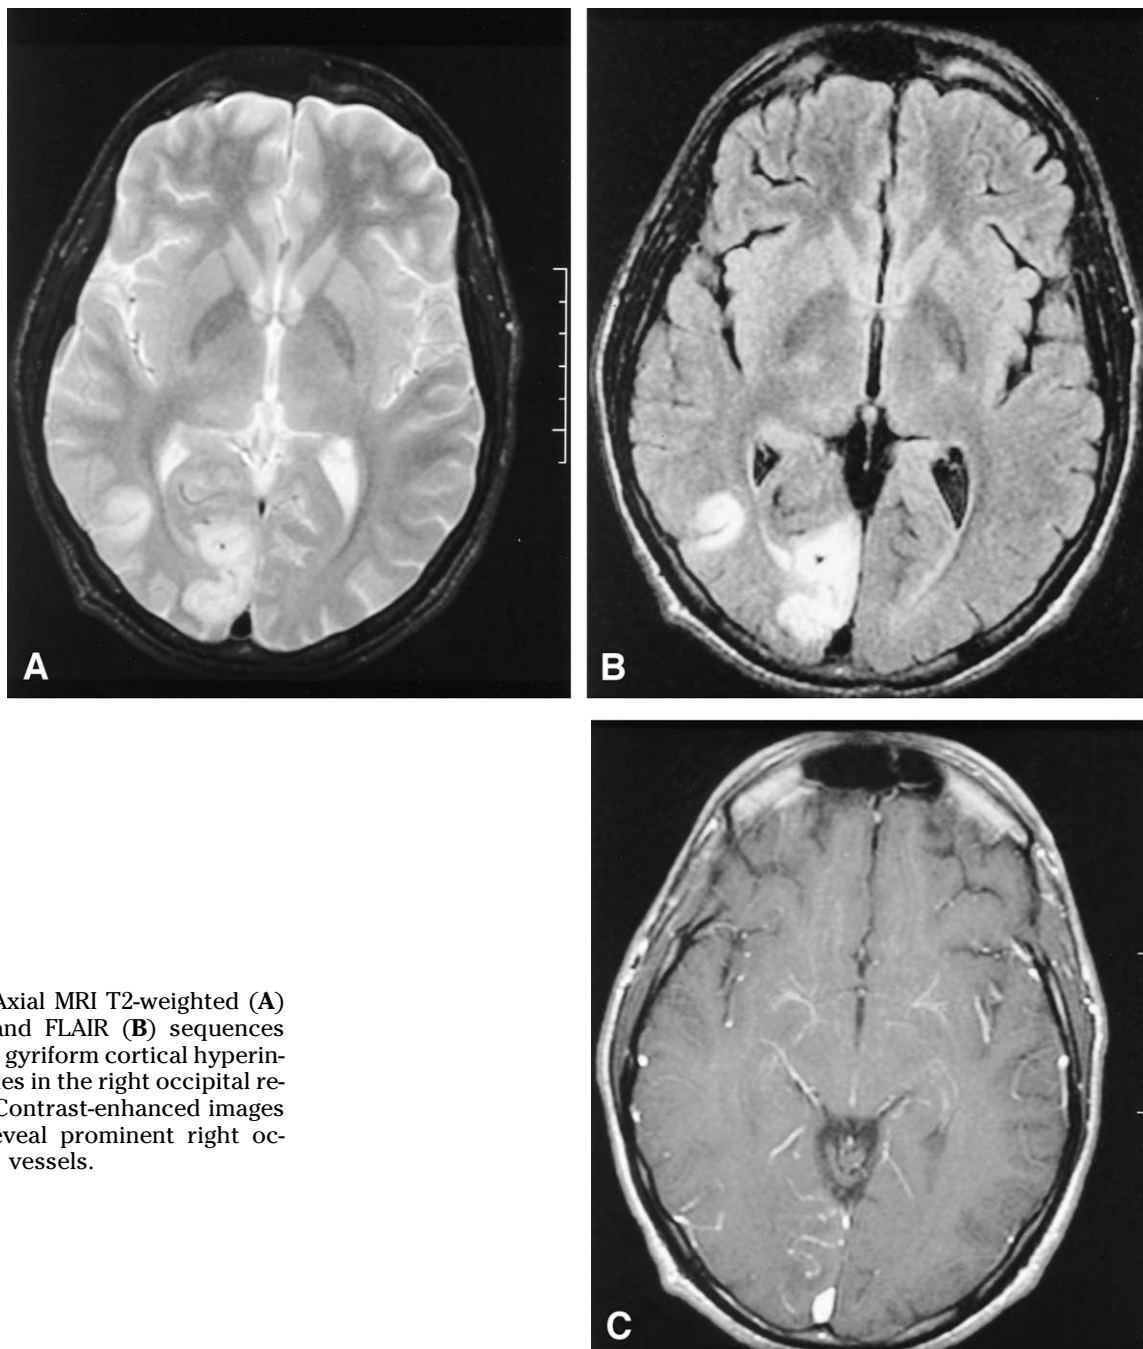 A
B
Axial MRI T2-weighted (A)
and FLAIR (B) sequences
gyriform cortical hyperin-
es in the right occipital re-
Contrast-enhanced images
eveal prominent right oc-
vessels.
C